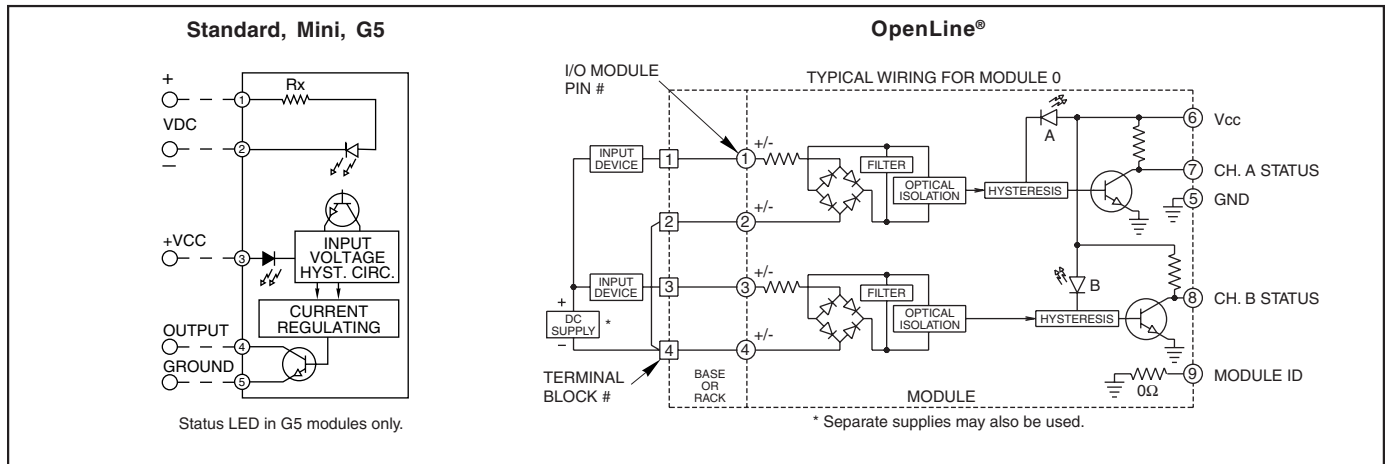 Standard, Mini, G5
+
1
Rx
VDC
2
–
+VCC
3
INPUT
VOLTAGE
HYST. CIRC.
CURRENT
REGULATING
OUTPUT
4
GROUND
5
Status LED in G5 modules only.
OpenLine®
I/O MODULE
PIN #
TYPICAL WIRING FOR MODULE 0
INPUT
DEVICE
1
1
+/-
FILTER
OPTICAL
ISOLATION
HYSTERESIS
A
6
Vcc
7
CH. A STATUS
5
GND
2
2
+/-
INPUT
DEVICE
3
3
+/-
FILTER
OPTICAL
ISOLATION
HYSTERESIS
B
8
CH. B STATUS
+
DC
SUPPLY
*
–
4
4
+/-
TERMINAL
BLOCK #
BASE
OR
RACK
MODULE
0Ω
9
MODULE ID
* Separate supplies may also be used.